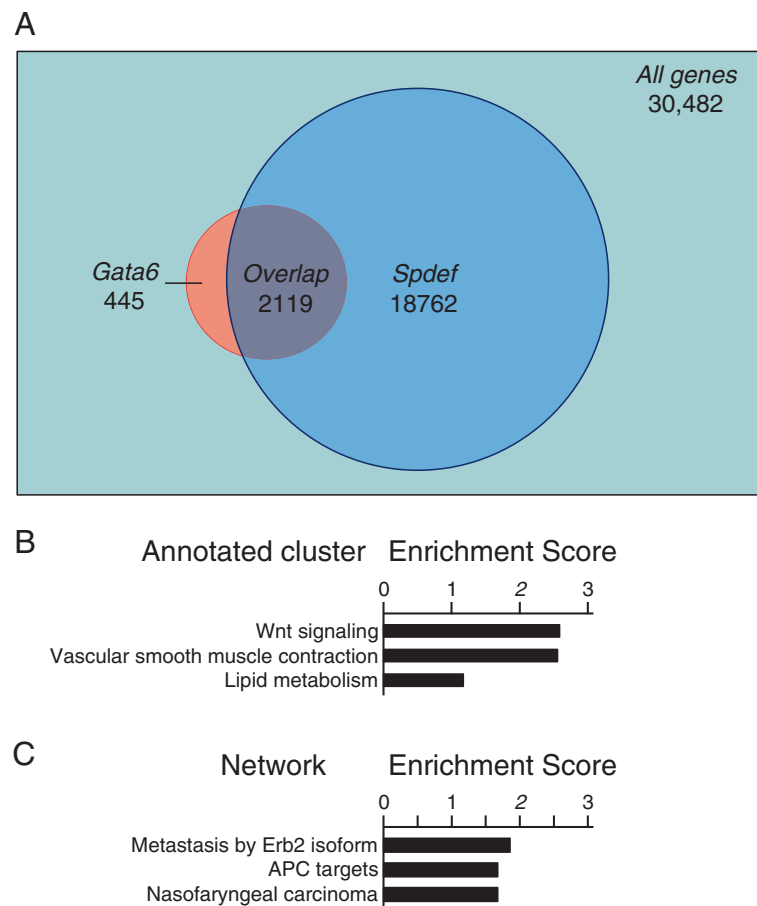 A
All genes
30,482
Gata6
445
Overlap
2119
Spdef
18762
B
Annotated cluster Enrichment Score
0 1 2 3
Wnt signaling
Vascular smooth muscle contraction
Lipid metabolism
C
Network Enrichment Score
0 1 2 3
Metastasis by Erb2 isoform
APC targets
Nasofaryngeal carcinoma